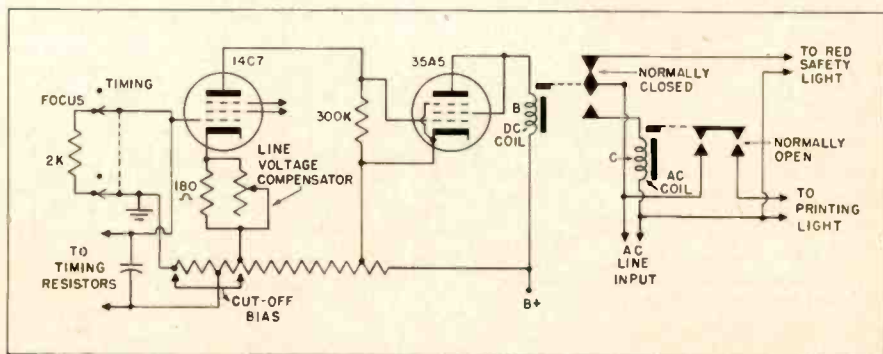 TIMING
FOCUS
2K
TO
TIMING
RESISTORS
14C7
180
Ω
LINE
VOLTAGE
COMPENSATOR
CUT-OFF
BIAS
300K
35A5
B
DC
COIL
B+
NORMALLY
CLOSED
C
AC
COIL
AC
LINE
INPUT
TO RED
SAFETY
LIGHT
NORMALLY
OPEN
TO
PRINTING
LIGHT